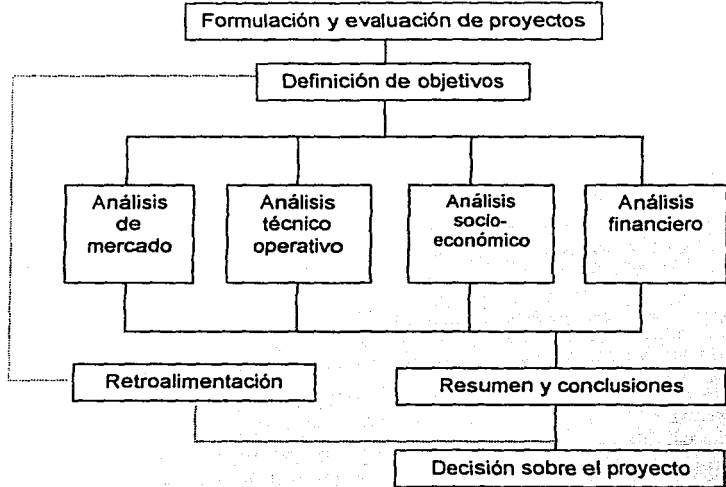 Formulación y evaluación de proyectos
Definición de objetivos
Análisis
de
mercado
Análisis
técnico
operativo
Análisis
socio-
económico
Análisis
financiero
Retroalimentación
Resumen y conclusiones
Decisión sobre el proyecto